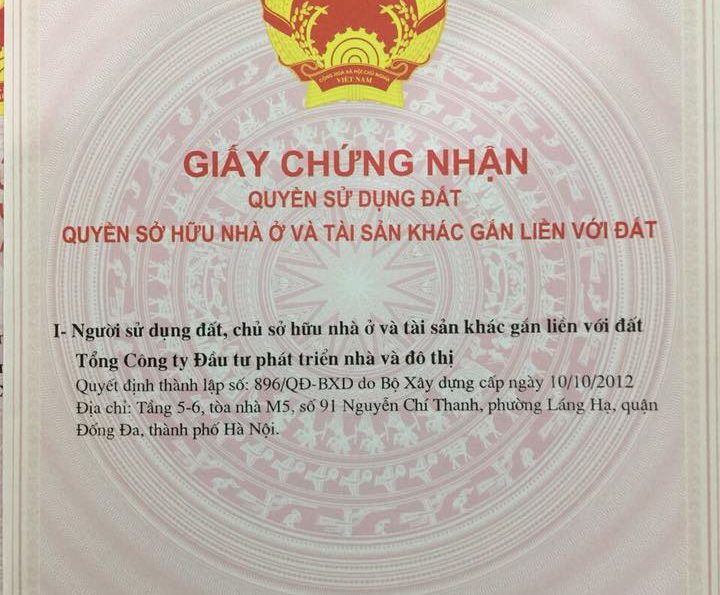 CỘNG HÒA XÃ HỘI CHỦ NGHĨA
VIỆT NAM
GIẤY CHỨNG NHẬN
QUYỀN SỬ DỤNG ĐẤT
QUYỀN SỞ HỮU NHÀ Ở VÀ TÀI SẢN KHÁC GẮN LIỀN VỚI ĐẤT
I- Người sử dụng đất, chủ sở hữu nhà ở và tài sản khác gắn liền với đất
Tổng Công ty Đầu tư phát triển nhà và đô thị
Quyết định thành lập số: 896/QĐ-BXD do Bộ Xây dựng cấp ngày 10/10/2012
Địa chỉ: Tầng 5-6, tòa nhà M5, số 91 Nguyễn Chí Thanh, phường Láng Hạ, quận
Đống Đa, thành phố Hà Nội.